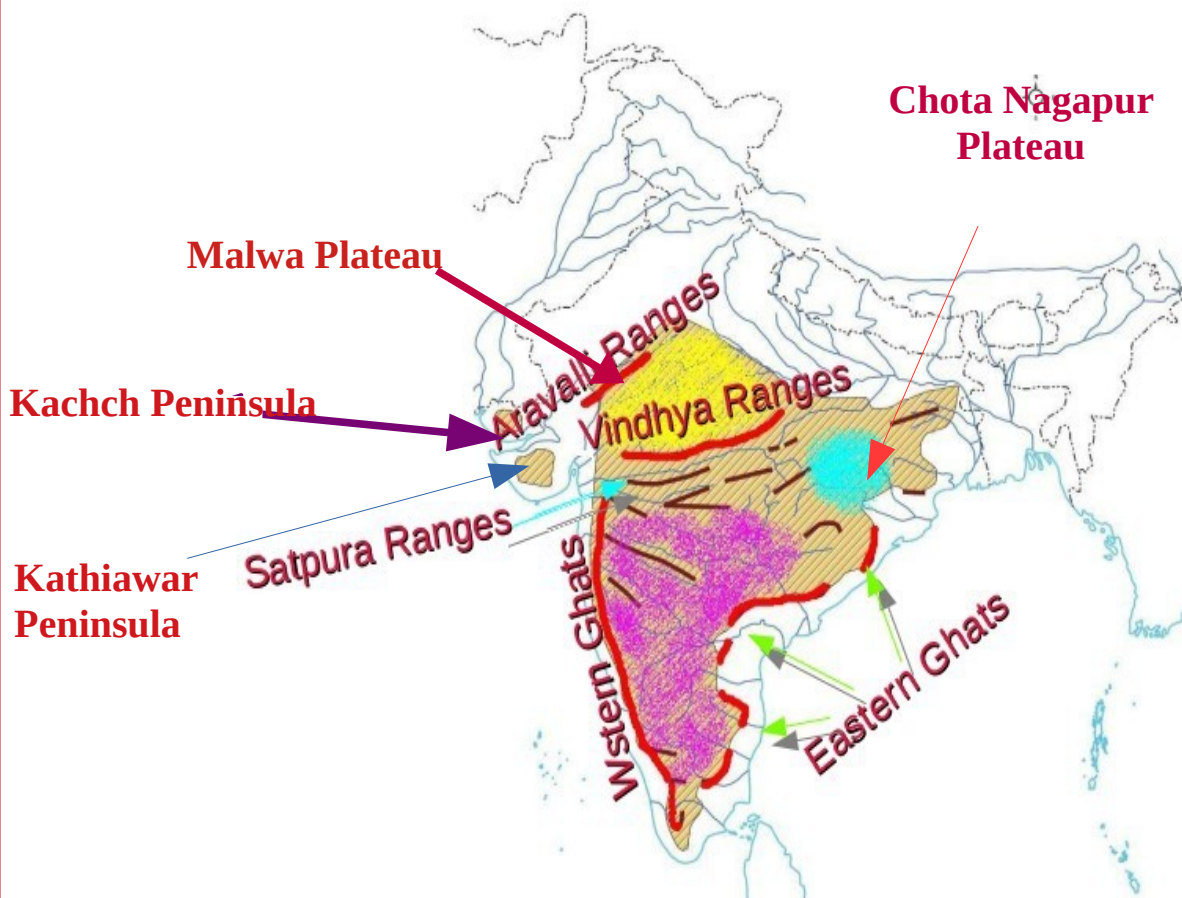 Chota Nagapur
Plateau
Malwa Plateau
Aravalli Ranges
Kachch Peninsula
Vindhya Ranges
Satpura Ranges
Kathiawar
Peninsula
Wstern Ghats
Eastern Ghats